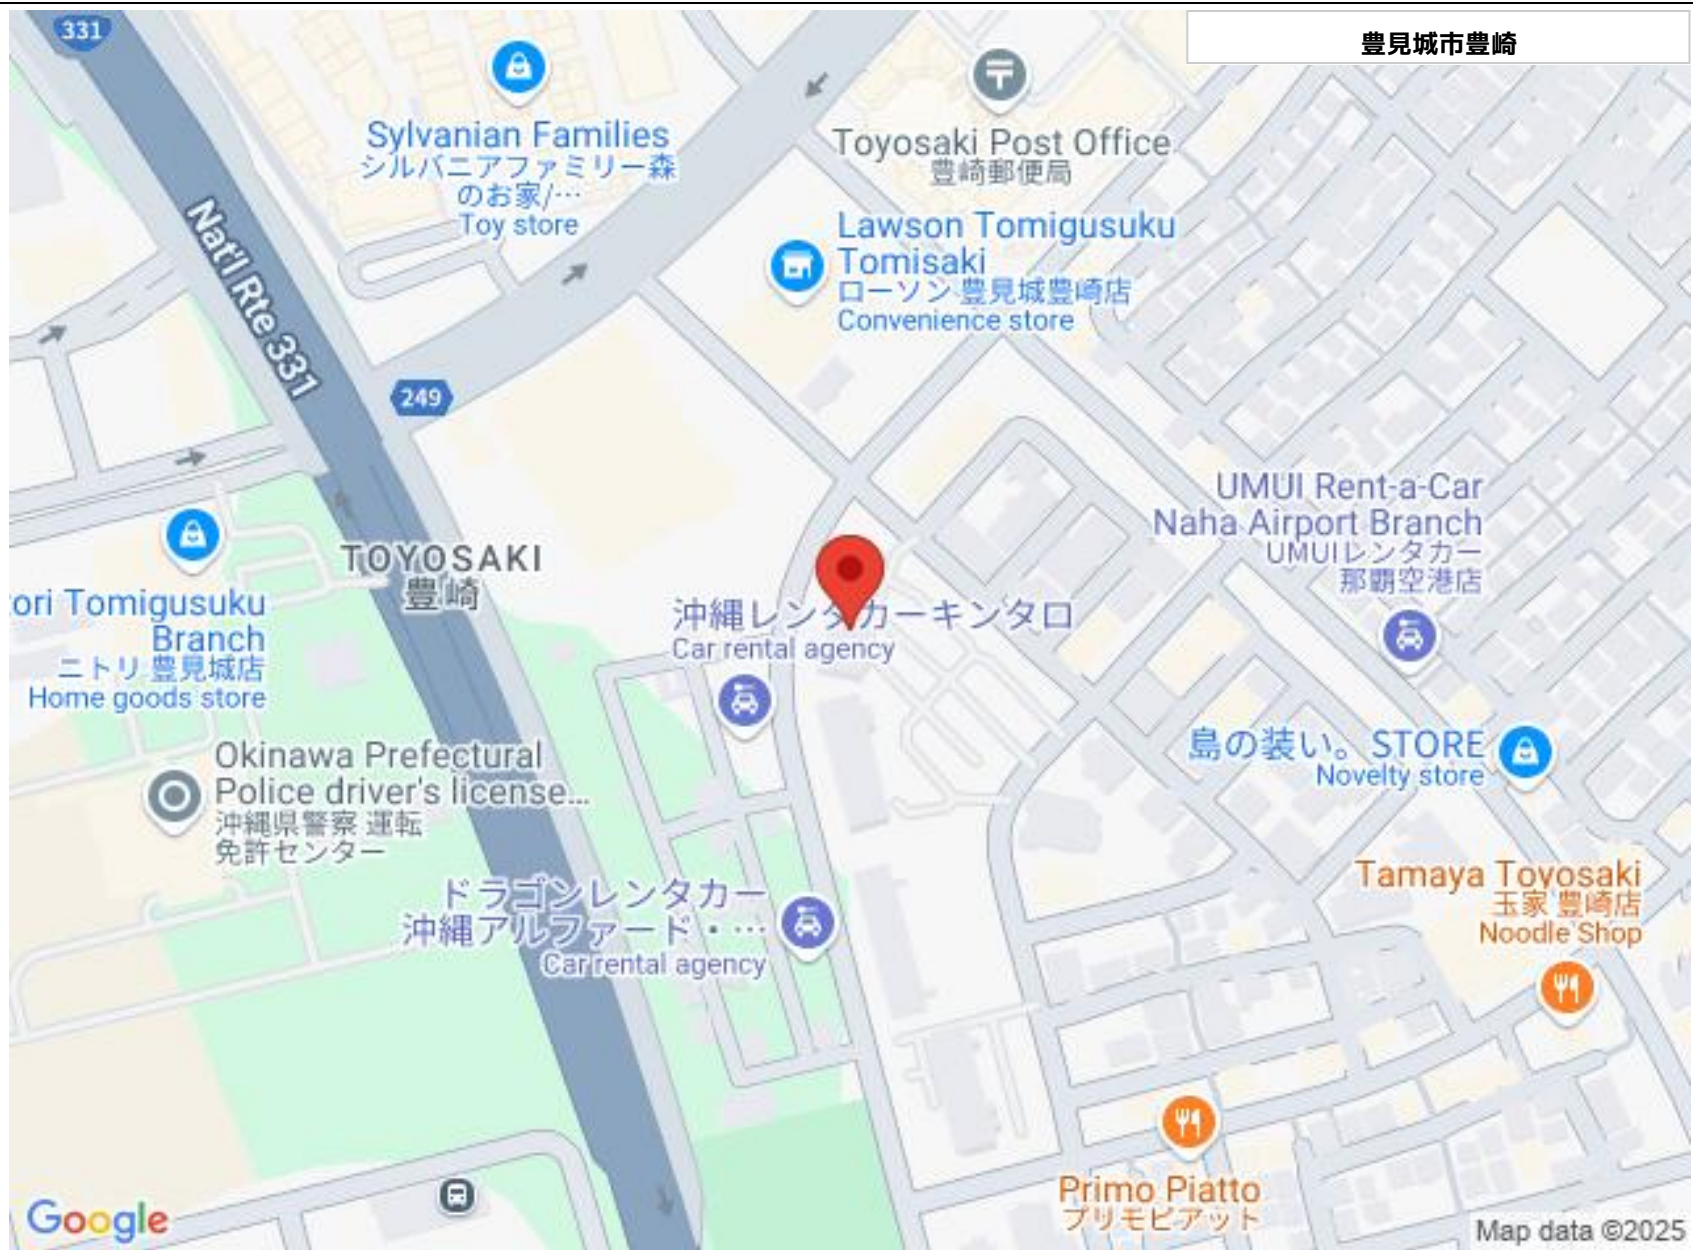 331
豊見城市豊崎
Sylvanian Families
シルバニアファミリー森
のお家/…
Toy store
Toyosaki Post Office
豊崎郵便局
Nat'l Rte 331
Lawson Tomigusuku
Tomisaki
ローソン 豊見城豊崎店
Convenience store
249
UMUI Rent-a-Car
Naha Airport Branch
UMUIレンタカー
那覇空港店
TOYOSAKI
豊崎
ori Tomigusuku
Branch
ニトリ 豊見城店
Home goods store
沖縄レンタカーキンタロ
Car rental agency
Okinawa Prefectural
Police driver's license...
沖縄県警察 運転
免許センター
島の装い。STORE
Novelty store
ドラゴンレンタカー
沖縄アルファード・…
Car rental agency
Tamaya Toyosaki
玉家 豊崎店
Noodle Shop
Primo Piatto
プリモピアット
Google
Map data ©2025